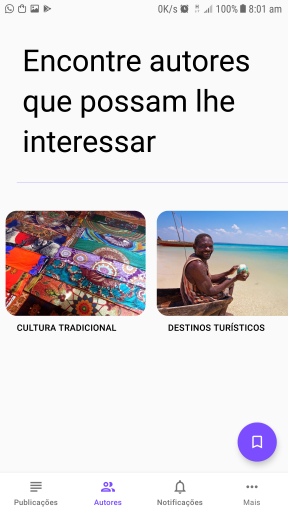 0K/s 100% 8:01 am
Encontre autores
que possam lhe
interessar
CULTURA TRADICIONAL
DESTINOS TURÍSTICOS
Publicações
Autores
Notificações
Mais